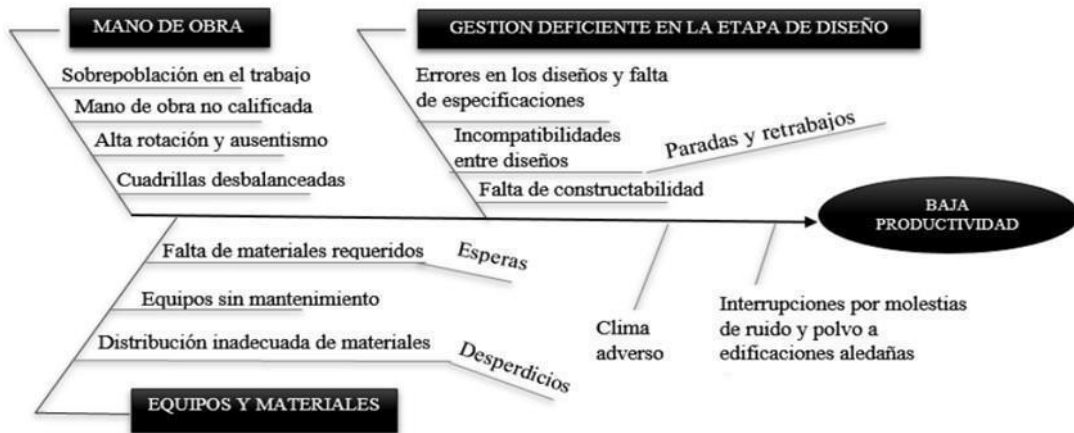 MANO DE OBRA
Sobrepoblación en el trabajo
Mano de obra no calificada
Alta rotación y ausentismo
Cuadrillas desbalanceadas
GESTION DEFICIENTE EN LA ETAPA DE DISEÑO
Errores en los diseños y falta
de especificaciones
Incompatibilidades
entre diseños
Paradas y retrabajos
Falta de constructabilidad
BAJA
PRODUCTIVIDAD
Falta de materiales requeridos
Esperas
Equipos sin mantenimiento
Distribución inadecuada de materiales
Desperdicios
EQUIPOS Y MATERIALES
Clima
adverso
Interrupciones por molestias
de ruido y polvo a
edificaciones aledañas